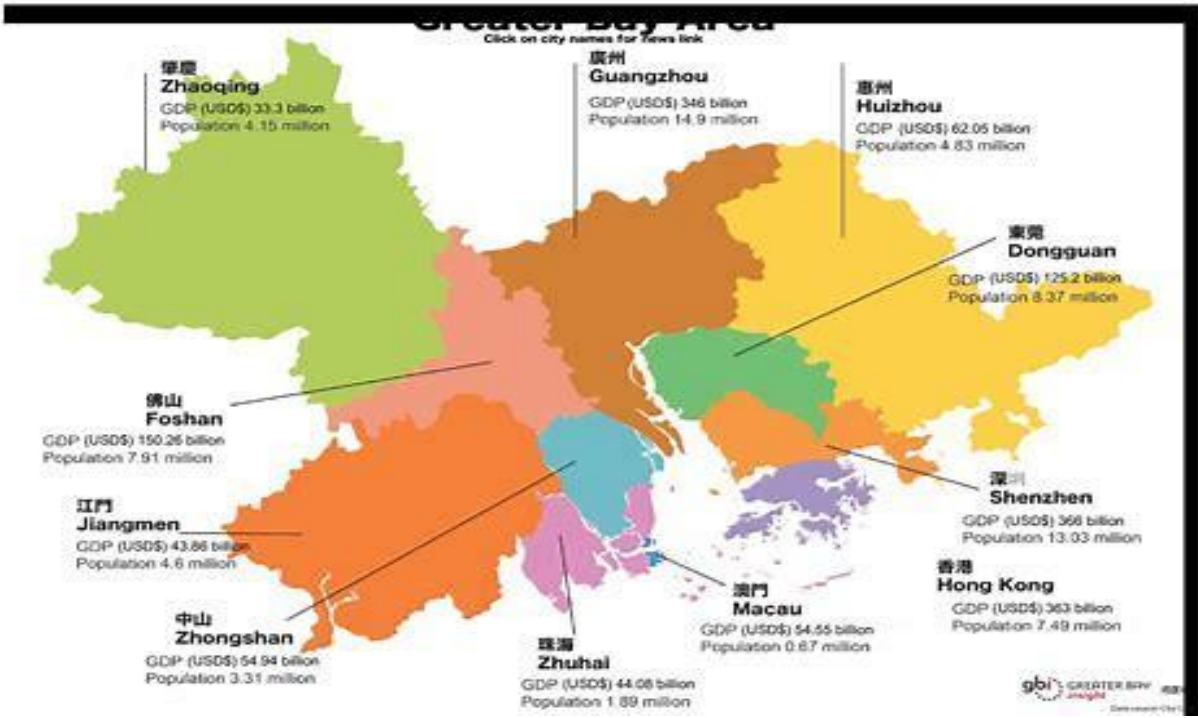 Greater Bay Area
Click on city names for news link
肇慶
Zhaoqing
GDP (USD$) 33.3 billion
Population 4.15 million
廣州
Guangzhou
GDP (USD$) 346 billion
Population 14.9 million
惠州
Huizhou
GDP (USD$) 62.05 billion
Population 4.83 million
東莞
Dongguan
GDP (USD$) 125.2 billion
Population 8.37 million
佛山
Foshan
GDP (USD$) 150.26 billion
Population 7.91 million
江門
Jiangmen
GDP (USD$) 43.86 billion
Population 4.6 million
深圳
Shenzhen
GDP (USD$) 366 billion
Population 13.03 million
香港
Hong Kong
GDP (USD$) 363 billion
Population 7.49 million
澳門
Macau
GDP (USD$) 54.55 billion
Population 0.67 million
中山
Zhongshan
GDP (USD$) 54.94 billion
Population 3.31 million
珠海
Zhuhai
GDP (USD$) 44.08 billion
Population 1.89 million
gbi GREATER BAY
insight